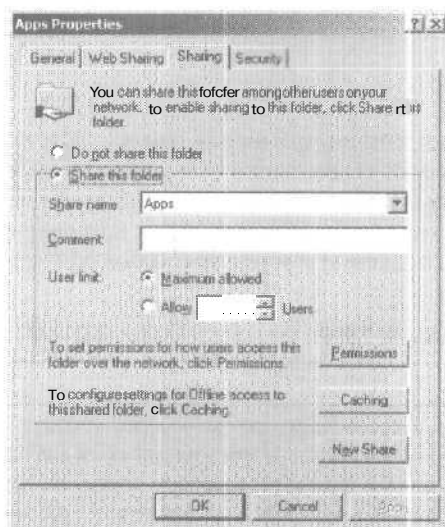 Apps Properties
? ×
General Web Sharing Sharing Security
You can share this fofcfer among other users on your
network. to enable sharing to this folder, click Share rt is
folder.
Do not share this folder
Share this folder
Share name Apps
Comment:
User limit: Maximum allowed
Allow Users
To set permissions for how users access this
folder over the network, click Permissions.
Permissions
To configure settings for Offline access to
this shared folder, click Caching.
Caching
New Share
OK Cancel